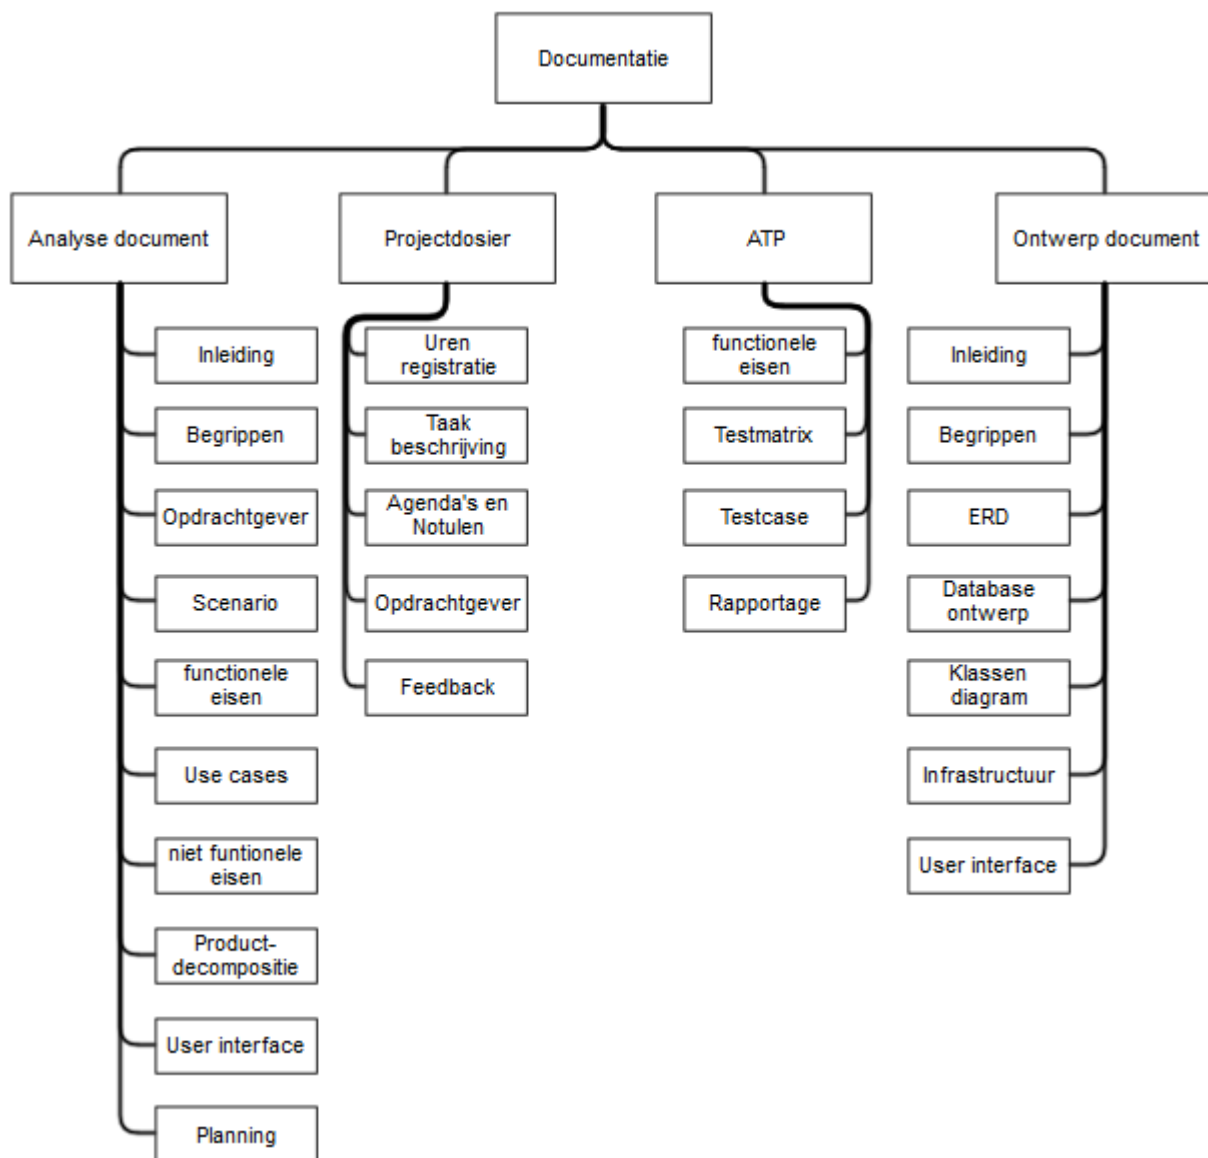 Documentatie
Analyse document
Projectdosier
ATP
Ontwerp document
Inleiding
Begrippen
Opdrachtgever
Scenario
functionele
eisen
Use cases
niet funtionele
eisen
Product-
decompositie
User interface
Planning
Uren
registratie
Taak
beschrijving
Agenda's en
Notulen
Opdrachtgever
Feedback
functionele
eisen
Testmatrix
Testcase
Rapportage
Inleiding
Begrippen
ERD
Database
ontwerp
Klassen
diagram
Infrastructuur
User interface